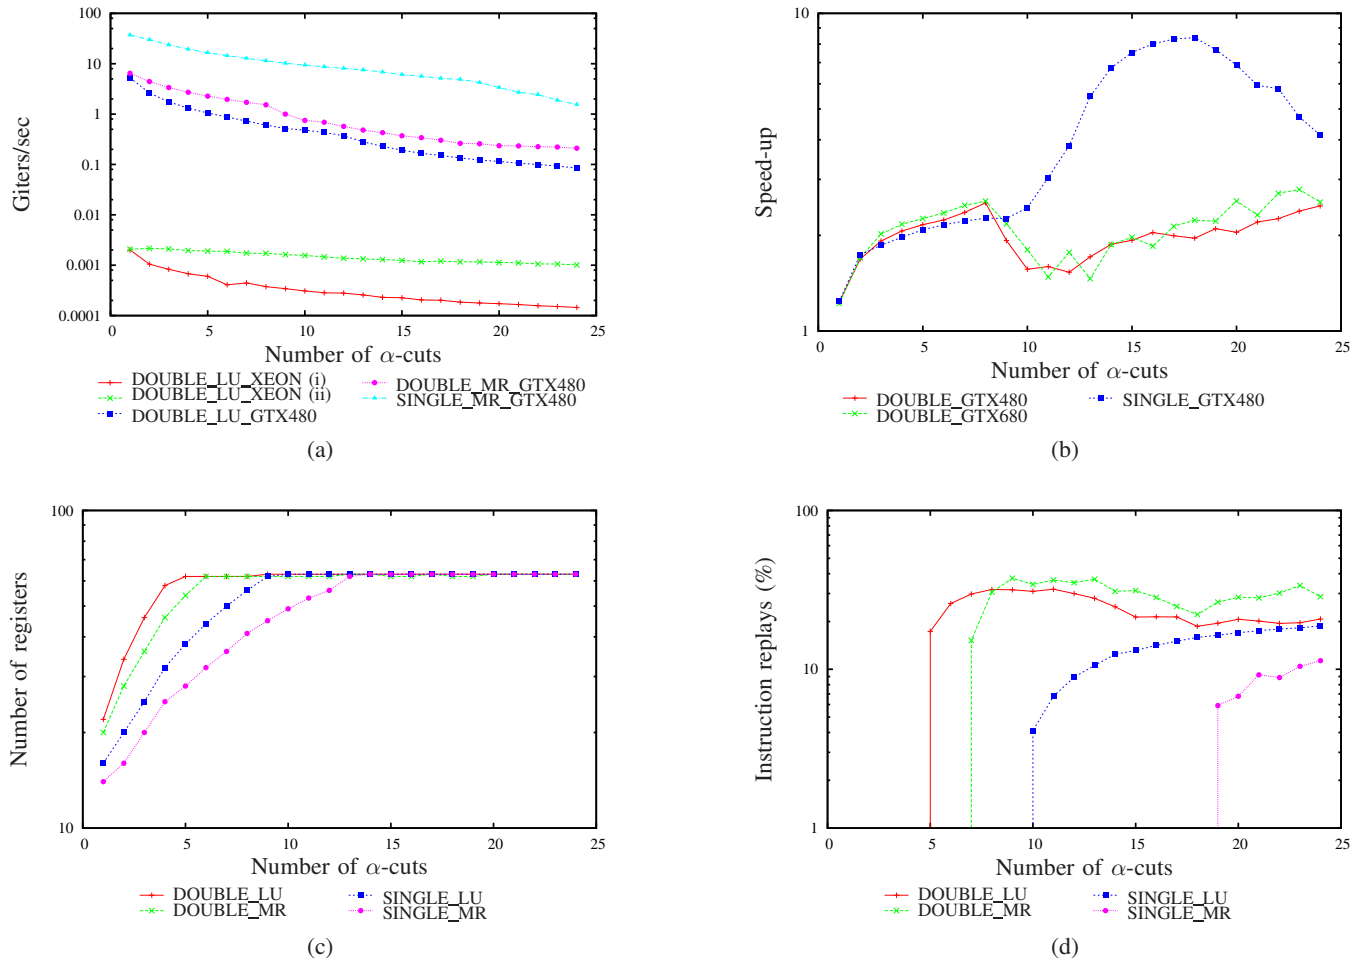 100
10
1
0.1
0.01
0.001
0.0001
Giters/sec
0 5 10 15 20 25
Number of α-cuts
DOUBLE_LU_XEON (i)
DOUBLE_LU_XEON (ii)
DOUBLE_LU_GTX480
DOUBLE_MR_GTX480
SINGLE_MR_GTX480
(a)
10
1
Speed-up
0 5 10 15 20 25
Number of α-cuts
DOUBLE_GTX480
DOUBLE_GTX680
SINGLE_GTX480
(b)
100
10
Number of registers
0 5 10 15 20 25
Number of α-cuts
DOUBLE_LU
DOUBLE_MR
SINGLE_LU
SINGLE_MR
(c)
100
10
1
Instruction replays (%)
0 5 10 15 20 25
Number of α-cuts
DOUBLE_LU
DOUBLE_MR
SINGLE_LU
SINGLE_MR
(d)